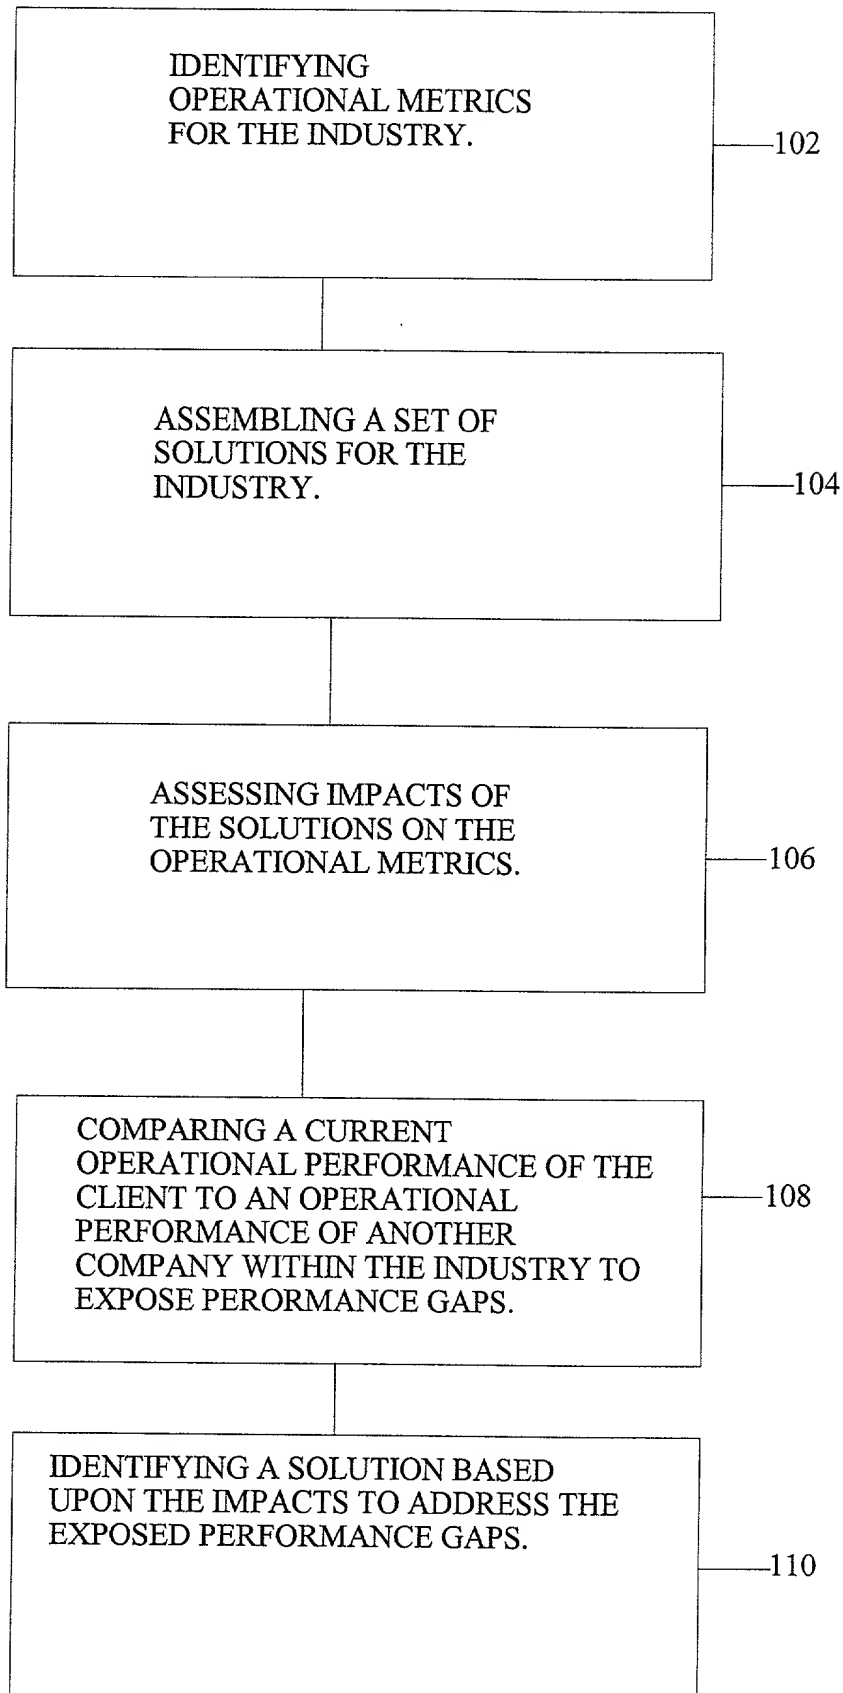 IDENTIFYING
OPERATIONAL METRICS
FOR THE INDUSTRY.
102
ASSEMBLING A SET OF
SOLUTIONS FOR THE
INDUSTRY.
104
ASSESSING IMPACTS OF
THE SOLUTIONS ON THE
OPERATIONAL METRICS.
106
COMPARING A CURRENT
OPERATIONAL PERFORMANCE OF THE
CLIENT TO AN OPERATIONAL
PERFORMANCE OF ANOTHER
COMPANY WITHIN THE INDUSTRY TO
EXPOSE PERORMANCE GAPS.
108
IDENTIFYING A SOLUTION BASED
UPON THE IMPACTS TO ADDRESS THE
EXPOSED PERFORMANCE GAPS.
110